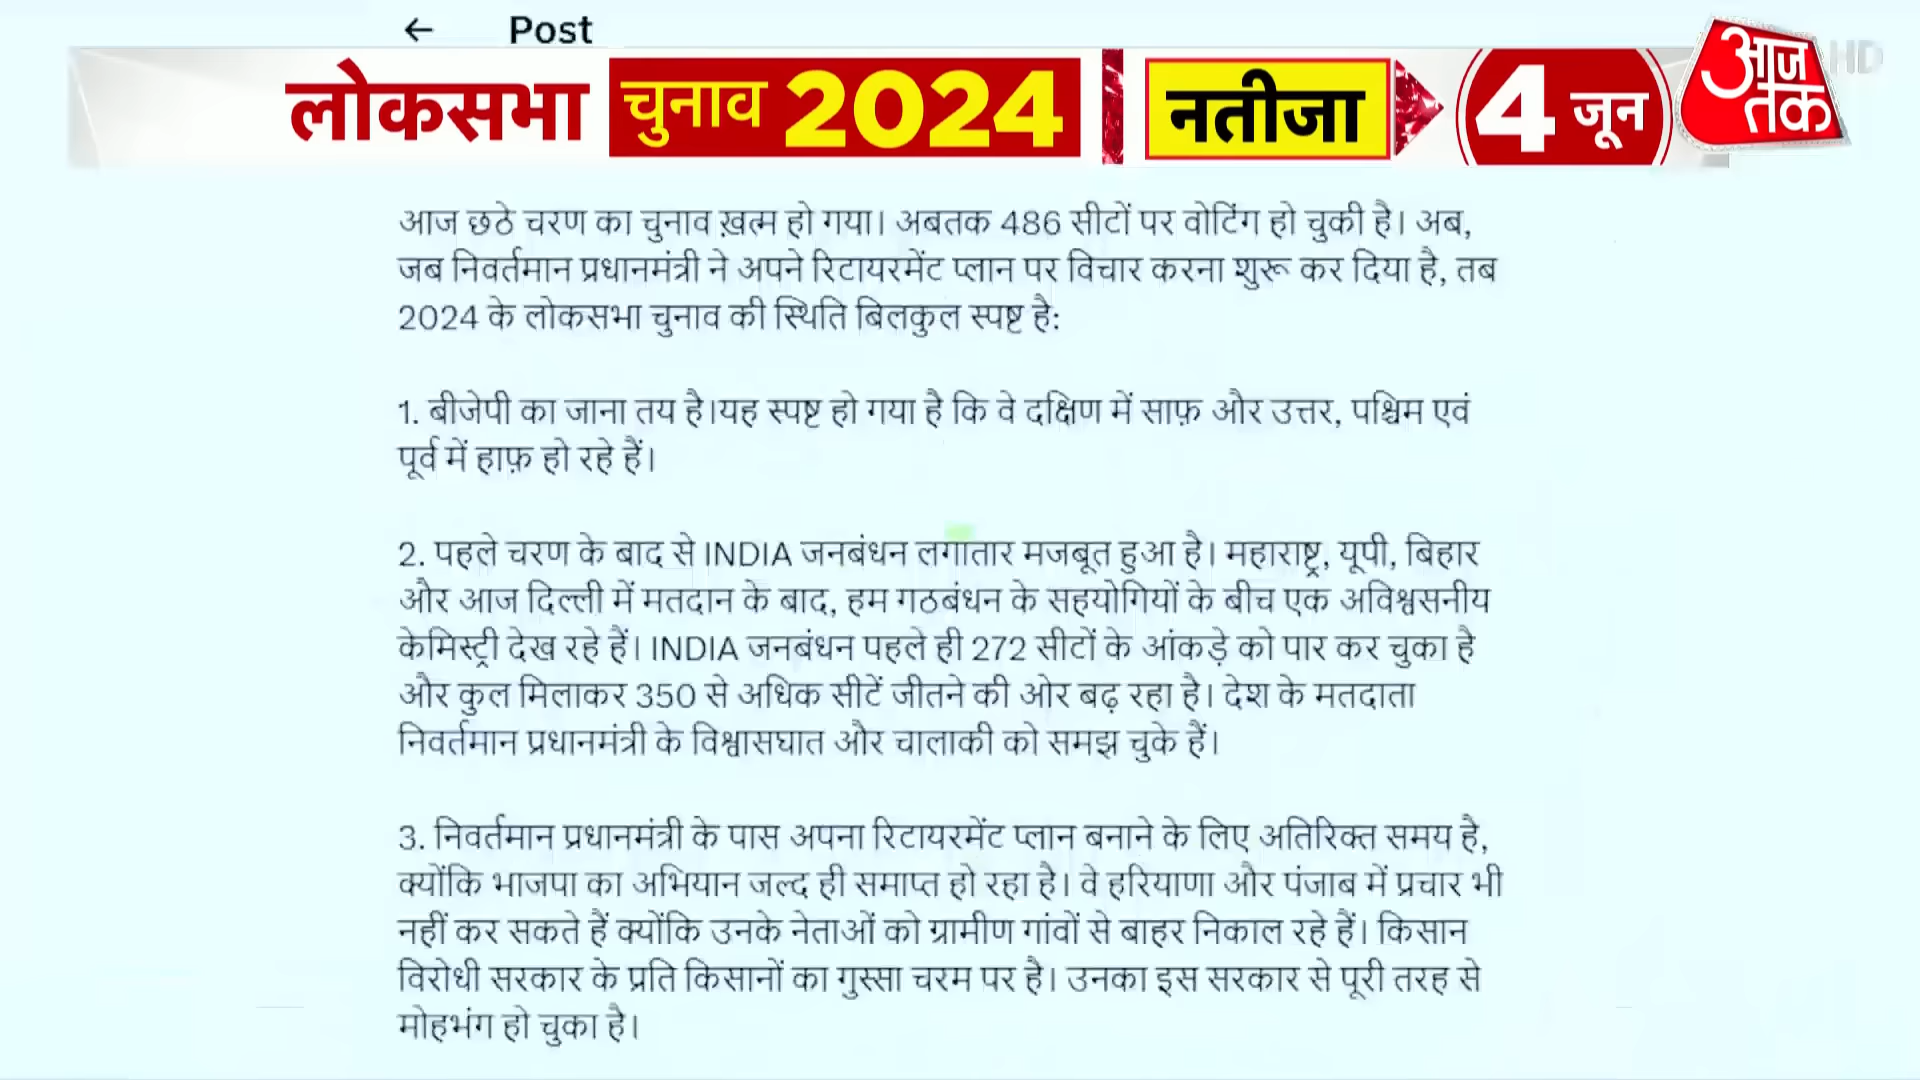 ← Post
लोकसभा चुनाव 2024 नतीजा 4 जून
आज तक HD
आज छठे चरण का चुनाव ख़त्म हो गया। अबतक 486 सीटों पर वोटिंग हो चुकी है। अब,
जब निवर्तमान प्रधानमंत्री ने अपने रिटायरमेंट प्लान पर विचार करना शुरू कर दिया है, तब
2024 के लोकसभा चुनाव की स्थिति बिलकुल स्पष्ट है:
1. बीजेपी का जाना तय है।यह स्पष्ट हो गया है कि वे दक्षिण में साफ़ और उत्तर, पश्चिम एवं
पूर्व में हाफ़ हो रहे हैं।
2. पहले चरण के बाद से INDIA जनबंधन लगातार मजबूत हुआ है। महाराष्ट्र, यूपी, बिहार
और आज दिल्ली में मतदान के बाद, हम गठबंधन के सहयोगियों के बीच एक अविश्वसनीय
केमिस्ट्री देख रहे हैं। INDIA जनबंधन पहले ही 272 सीटों के आंकड़े को पार कर चुका है
और कुल मिलाकर 350 से अधिक सीटें जीतने की ओर बढ़ रहा है। देश के मतदाता
निवर्तमान प्रधानमंत्री के विश्वासघात और चालाकी को समझ चुके हैं।
3. निवर्तमान प्रधानमंत्री के पास अपना रिटायरमेंट प्लान बनाने के लिए अतिरिक्त समय है,
क्योंकि भाजपा का अभियान जल्द ही समाप्त हो रहा है। वे हरियाणा और पंजाब में प्रचार भी
नहीं कर सकते हैं क्योंकि उनके नेताओं को ग्रामीण गांवों से बाहर निकाल रहे हैं। किसान
विरोधी सरकार के प्रति किसानों का गुस्सा चरम पर है। उनका इस सरकार से पूरी तरह से
मोहभंग हो चुका है।